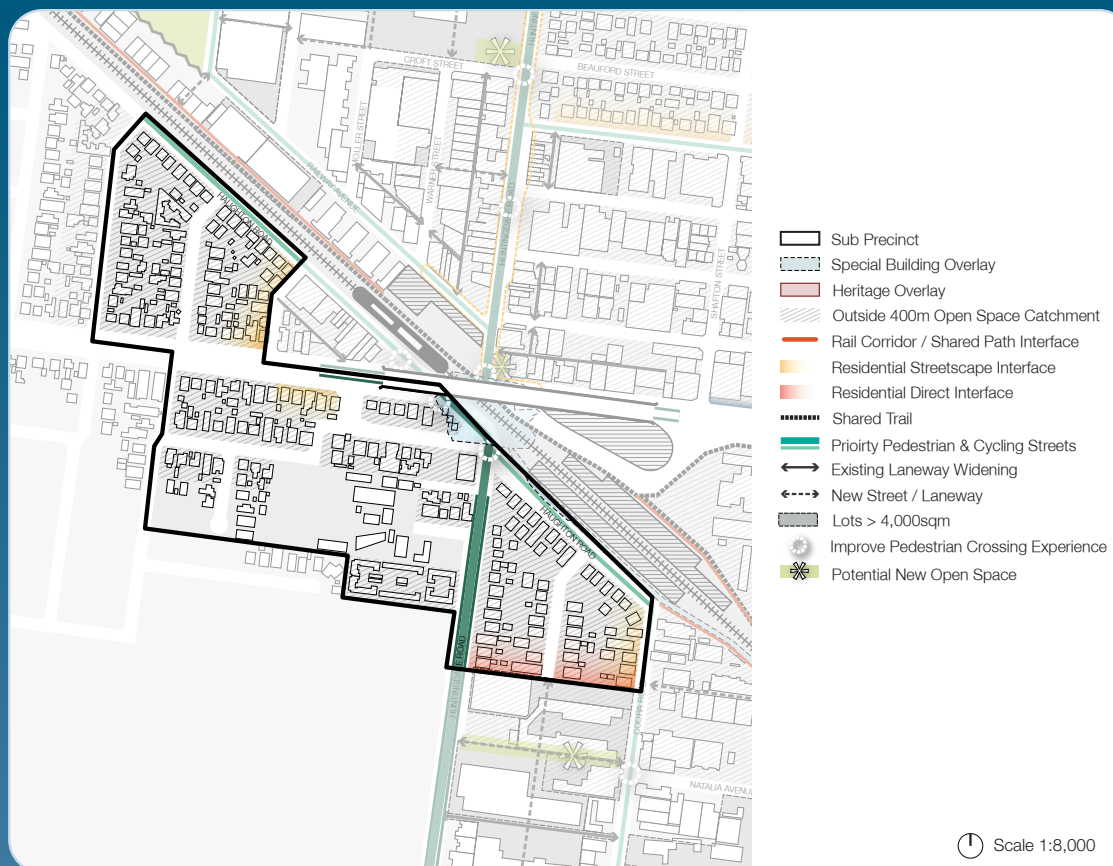 HUNTIN
CROFT STREET
BEAUFORD STREET
MOLLER STREET
WARNER STREET
RAILWAY AVENUE
HAUGHTON ROAD
SHAFTON STREET
HAUGHTON ROAD
E ROAD
HUNTINGDA
NATALIA AVENU
Sub Precinct
Special Building Overlay
Heritage Overlay
Outside 400m Open Space Catchment
Rail Corridor / Shared Path Interface
Residential Streetscape Interface
Residential Direct Interface
Shared Trail
Prioirty Pedestrian & Cycling Streets
Existing Laneway Widening
New Street / Laneway
Lots > 4,000sqm
Improve Pedestrian Crossing Experience
Potential New Open Space
Scale 1:8,000